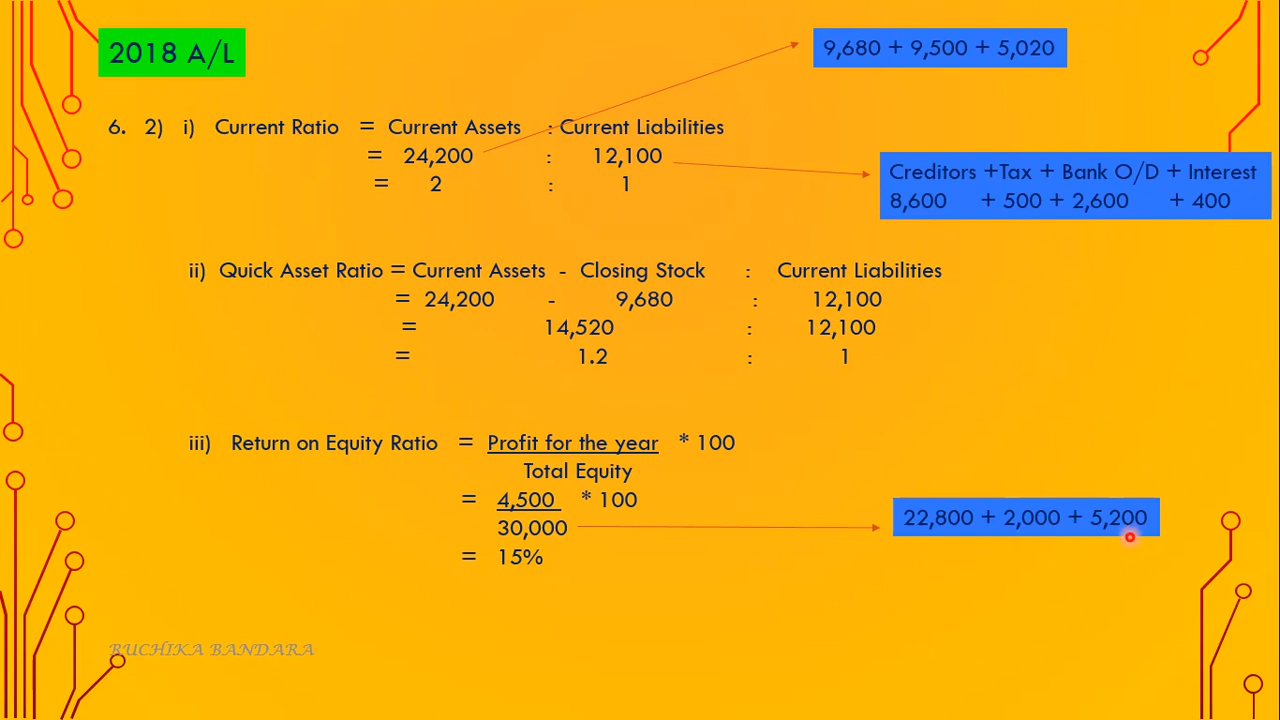 2018 A/L
9,680 + 9,500 + 5,020
6. 2) i) Current Ratio = Current Assets : Current Liabilities
= 24,200 : 12,100
= 2 : 1
Creditors +Tax + Bank O/D + Interest
8,600 + 500 + 2,600 + 400
ii) Quick Asset Ratio = Current Assets - Closing Stock : Current Liabilities
= 24,200 - 9,680 : 12,100
= 14,520 : 12,100
= 1.2 : 1
iii) Return on Equity Ratio = Profit for the year * 100
Total Equity
= 4,500 * 100
30,000
= 15%
22,800 + 2,000 + 5,200
RUCHIKA BANDARA